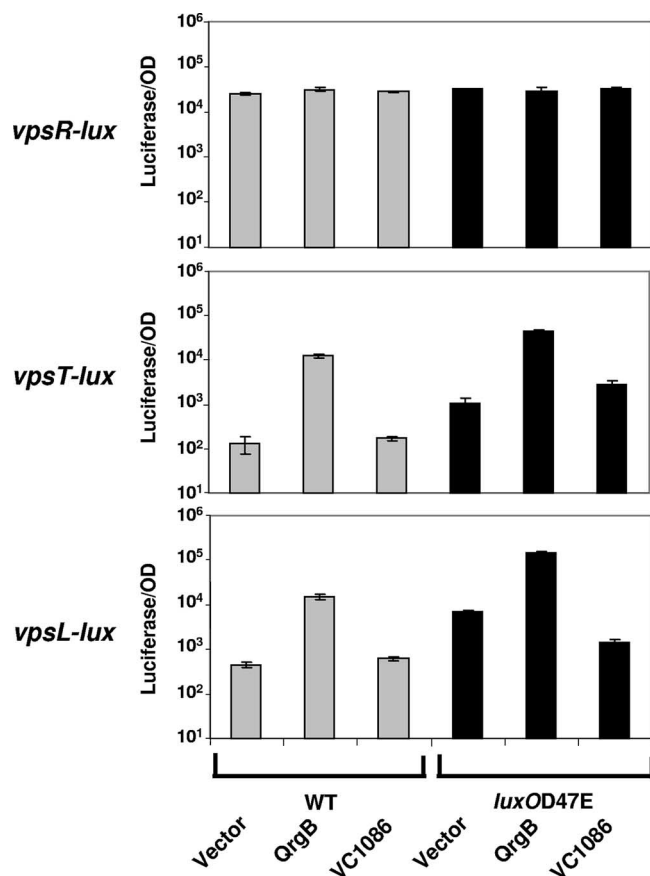 vpsR-lux
Luciferase/OD
10⁶
10⁵
10⁴
10³
10²
10¹
vpsT-lux
Luciferase/OD
10⁶
10⁵
10⁴
10³
10²
10¹
vpsL-lux
Luciferase/OD
10⁶
10⁵
10⁴
10³
10²
10¹
WT
luxOD47E
Vector
QrgB
VC1086
Vector
QrgB
VC1086